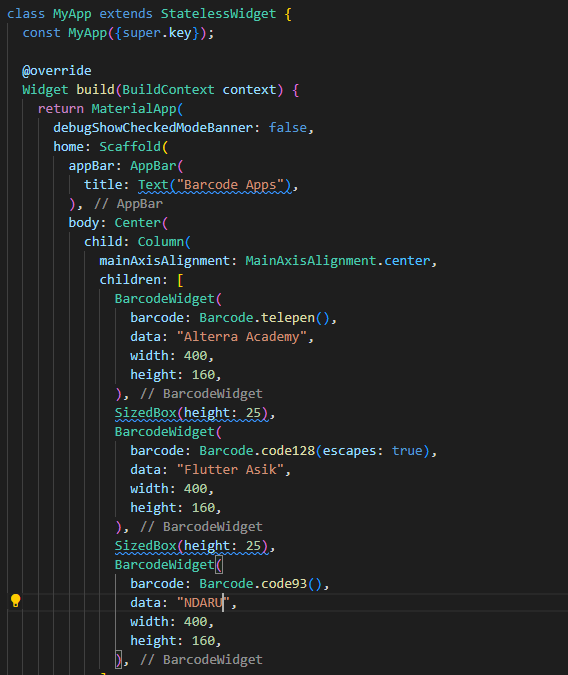 class MyApp extends StatelessWidget {
  const MyApp({super.key});

  @override
  Widget build(BuildContext context) {
    return MaterialApp(
      debugShowCheckedModeBanner: false,
      home: Scaffold(
        appBar: AppBar(
          title: Text("Barcode Apps"),
        ), // AppBar
        body: Center(
          child: Column(
            mainAxisAlignment: MainAxisAlignment.center,
            children: [
              BarcodeWidget(
                barcode: Barcode.telepen(),
                data: "Alterra Academy",
                width: 400,
                height: 160,
              ), // BarcodeWidget
              SizedBox(height: 25),
              BarcodeWidget(
                barcode: Barcode.code128(escapes: true),
                data: "Flutter Asik",
                width: 400,
                height: 160,
              ), // BarcodeWidget
              SizedBox(height: 25),
              BarcodeWidget(
                barcode: Barcode.code93(),
                data: "NDARU",
                width: 400,
                height: 160,
              ), // BarcodeWidget